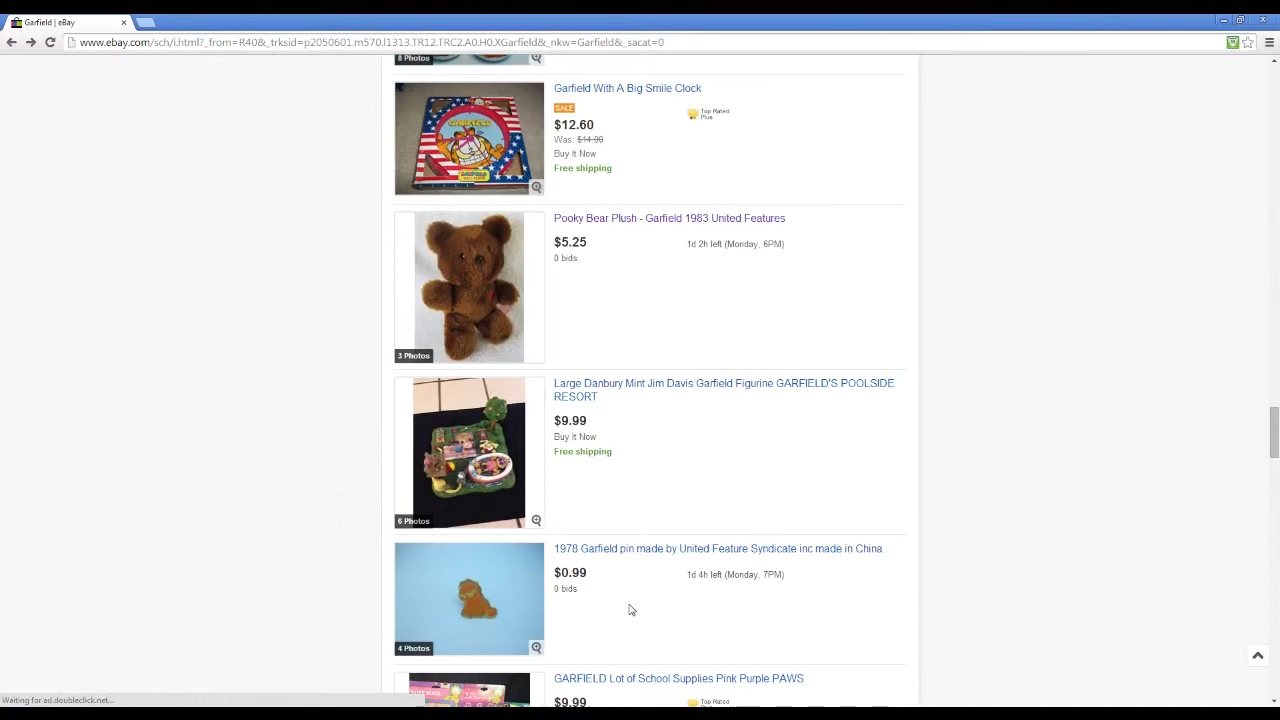 Garfield | eBay
www.ebay.com/sch/i.html?_from=R40&_trksid=p2050601.m570.l1313.TR12.TRC2.A0.H0.XGarfield&_nkw=Garfield&_sacat=0
8 Photos
Garfield With A Big Smile Clock
SALE
Top Rated
Plus
$12.60
Was: $14.00
Buy It Now
Free shipping
GARFIELD
Pooky Bear Plush - Garfield 1983 United Features
$5.25
1d 2h left (Monday, 6PM)
0 bids
3 Photos
Large Danbury Mint Jim Davis Garfield Figurine GARFIELD'S POOLSIDE
RESORT
$9.99
Buy It Now
Free shipping
6 Photos
1978 Garfield pin made by United Feature Syndicate inc made in China
$0.99
1d 4h left (Monday, 7PM)
0 bids
4 Photos
GARFIELD Lot of School Supplies Pink Purple PAWS
$9.99
Top Rated
Plus
Waiting for ad.doubleclick.net...